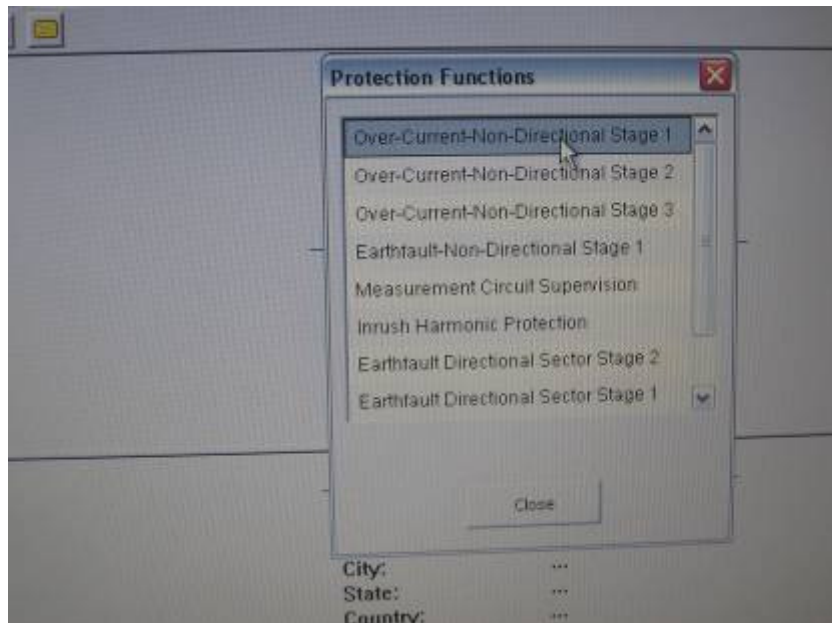 Protection Functions
Over-Current-Non-Directional Stage 1
Over-Current-Non-Directional Stage 2
Over-Current-Non-Directional Stage 3
Earthfault-Non-Directional Stage 1
Measurement Circuit Supervision
Inrush Harmonic Protection
Earthfault Directional Sector Stage 2
Earthfault Directional Sector Stage 1
Close
City: ...
State: ...
Country: ...